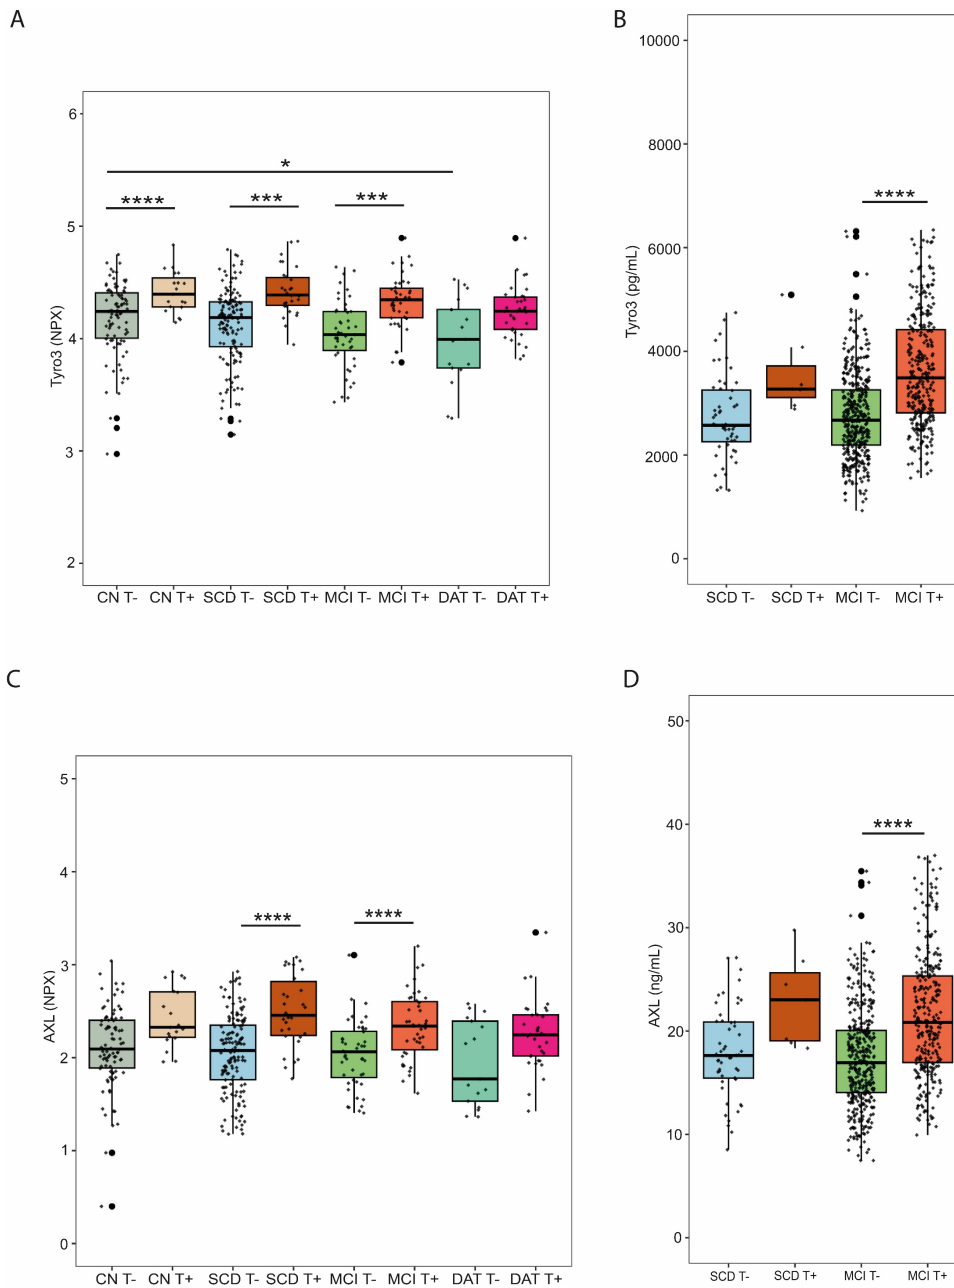 A
6
5
4
3
2
Tyro3 (NPX)
*
****
***
***
CN T- CN T+ SCD T- SCD T+ MCI T- MCI T+ DAT T- DAT T+
B
10000
8000
6000
4000
2000
0
Tyro3 (pg/mL)
****
SCD T- SCD T+ MCI T- MCI T+
C
5
4
3
2
1
0
AXL (NPX)
****
****
CN T- CN T+ SCD T- SCD T+ MCI T- MCI T+ DAT T- DAT T+
D
50
40
30
20
10
0
AXL (ng/mL)
****
SCD T- SCD T+ MCI T- MCI T+